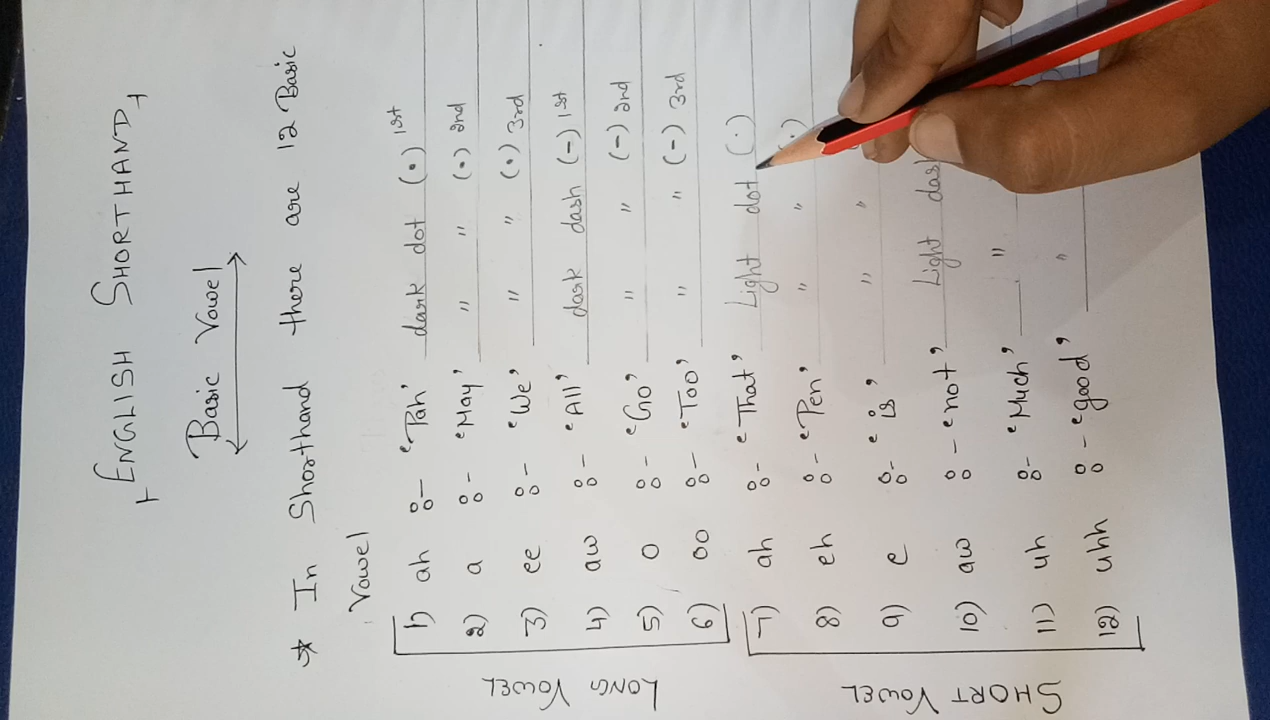 ENGLISH SHORTHAND
Basic Vowel
* In Shorthand there are 12 Basic
Vowel
LONG VOWEL
1) ah :- 'Pah' dark dot (•) 1st
2) a :- 'May' " " (•) 2nd
3) ee :- 'We' " " (•) 3rd
4) aw :- 'All' dark dash (-) 1st
5) o :- 'Go' " " (-) 2nd
6) oo :- 'Too' " " (-) 3rd
SHORT VOWEL
7) ah :- 'That' Light dot (.)
8) eh :- 'Pen' " " (.)
9) e :- 'is' " "
10) aw :- 'not' Light das
11) uh :- 'Much' "
12) uhh :- 'good' "